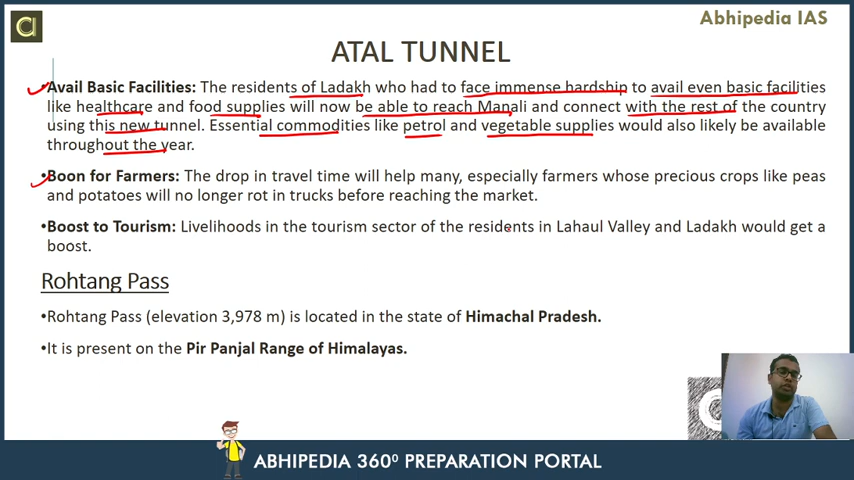 Abhipedia IAS
ATAL TUNNEL
•Avail Basic Facilities: The residents of Ladakh who had to face immense hardship to avail even basic facilities
like healthcare and food supplies will now be able to reach Manali and connect with the rest of the country
using this new tunnel. Essential commodities like petrol and vegetable supplies would also likely be available
throughout the year.
•Boon for Farmers: The drop in travel time will help many, especially farmers whose precious crops like peas
and potatoes will no longer rot in trucks before reaching the market.
•Boost to Tourism: Livelihoods in the tourism sector of the residents in Lahaul Valley and Ladakh would get a
boost.
Rohtang Pass
•Rohtang Pass (elevation 3,978 m) is located in the state of Himachal Pradesh.
•It is present on the Pir Panjal Range of Himalayas.
ABHIPEDIA 360⁰ PREPARATION PORTAL